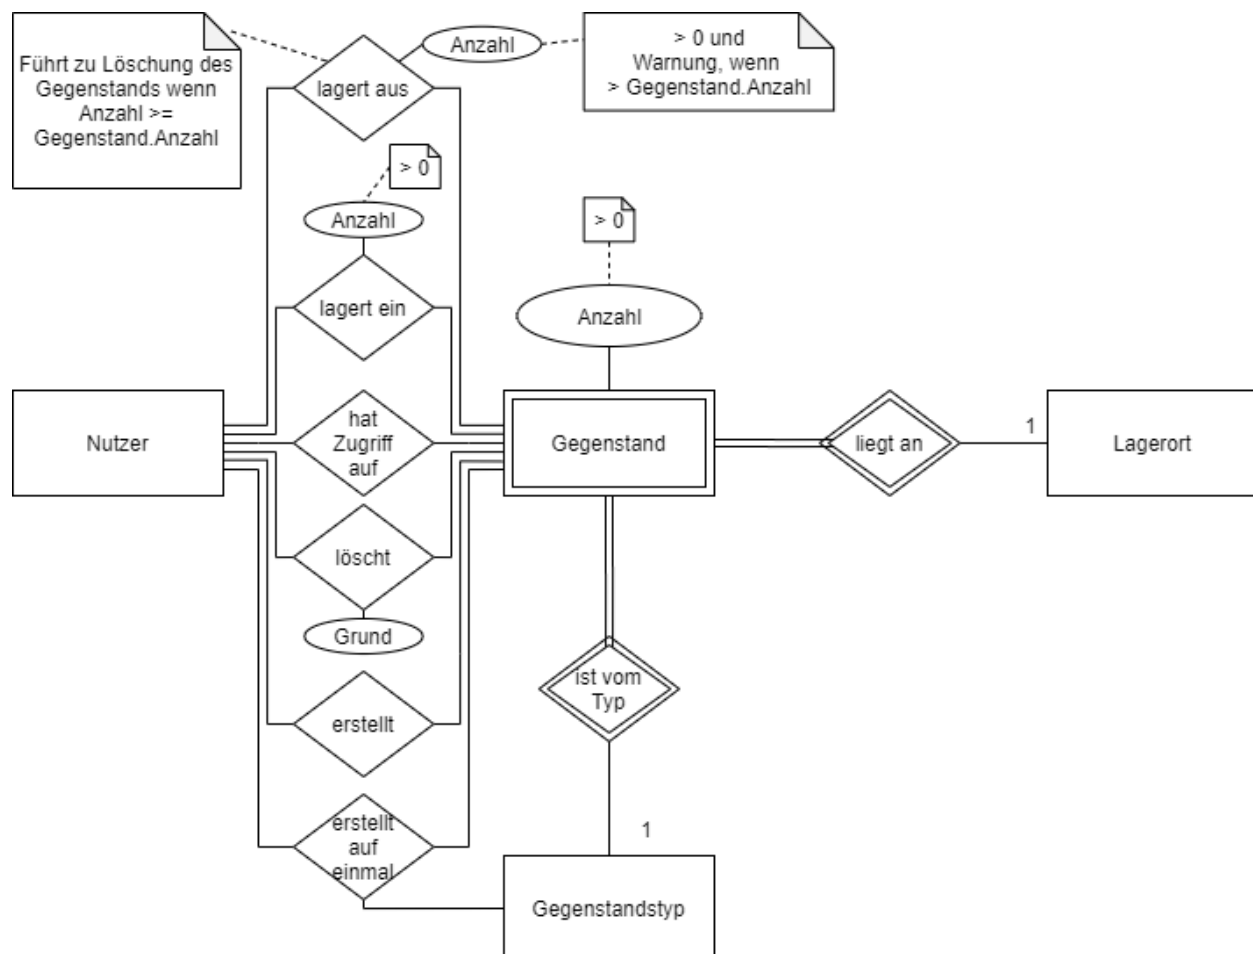 Führt zu Löschung des
Gegenstands wenn
Anzahl >=
Gegenstand.Anzahl
lagert aus
Anzahl
> 0 und
Warnung, wenn
> Gegenstand.Anzahl
> 0
Anzahl
lagert ein
> 0
Anzahl
Nutzer
hat
Zugriff
auf
Gegenstand
liegt an
1
Lagerort
löscht
Grund
ist vom
Typ
erstellt
erstellt
auf
einmal
1
Gegenstandstyp